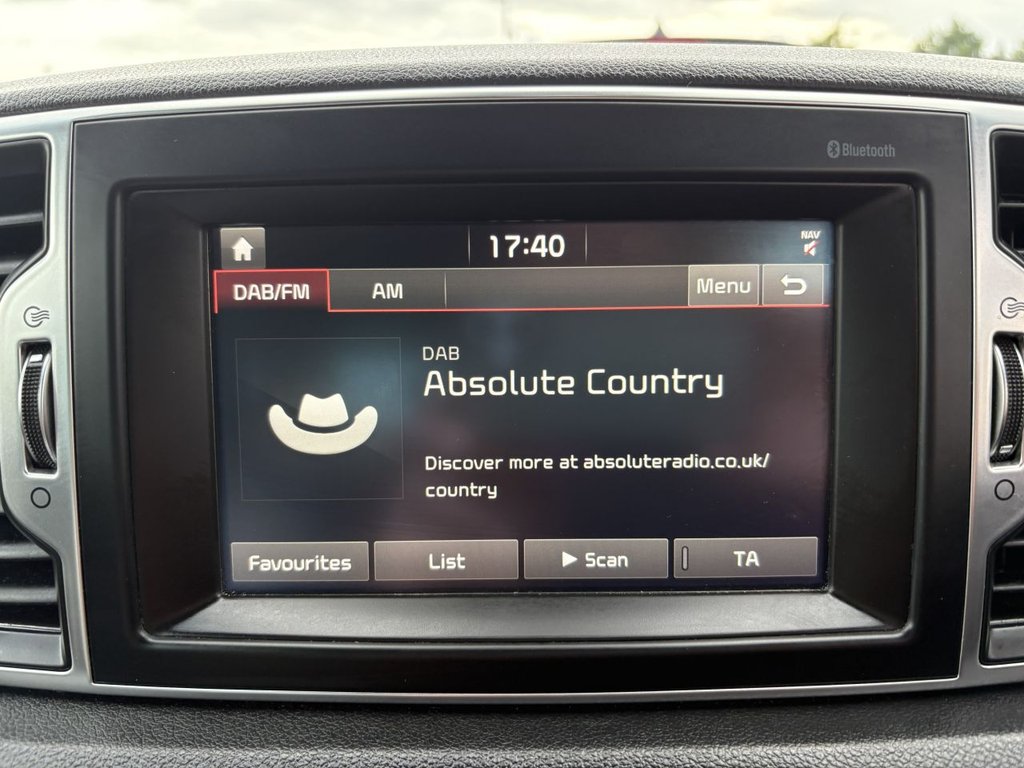 Bluetooth
17:40
NAV
DAB/FM
AM
Menu
DAB
Absolute Country
Discover more at absoluteradio.co.uk/
country
Favourites
List
Scan
TA